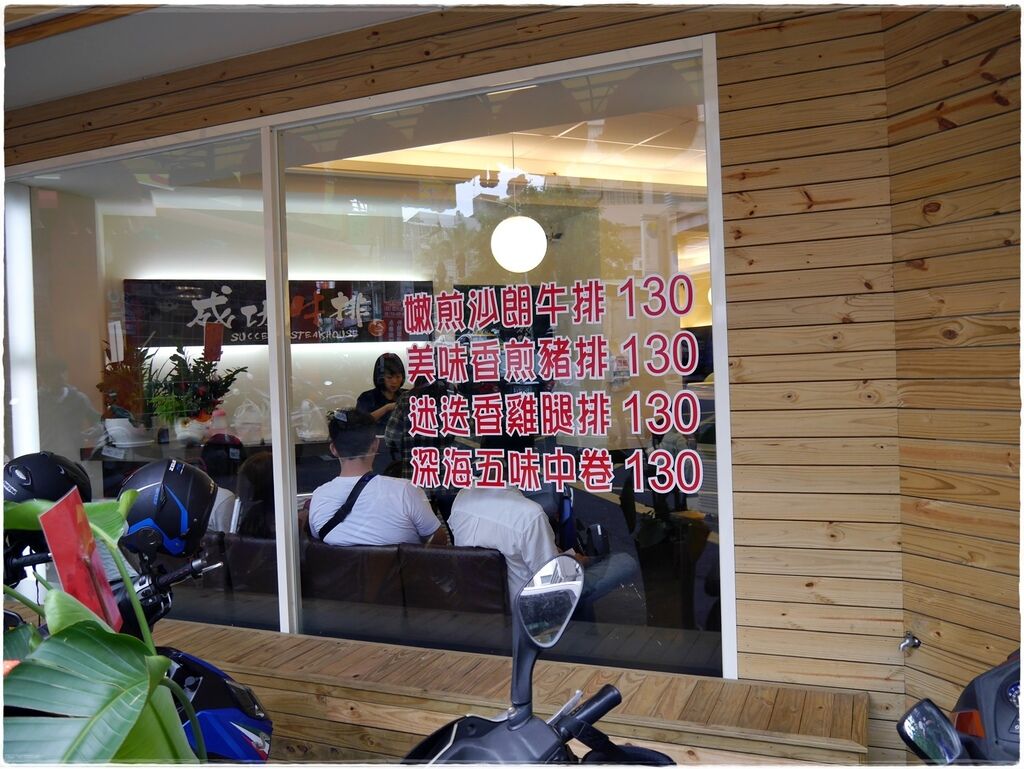 成功牛排
SUCCESS STEAKHOUSE
嫩煎沙朗牛排 130
美味香煎豬排 130
迷迭香雞腿排 130
深海五味中卷 130